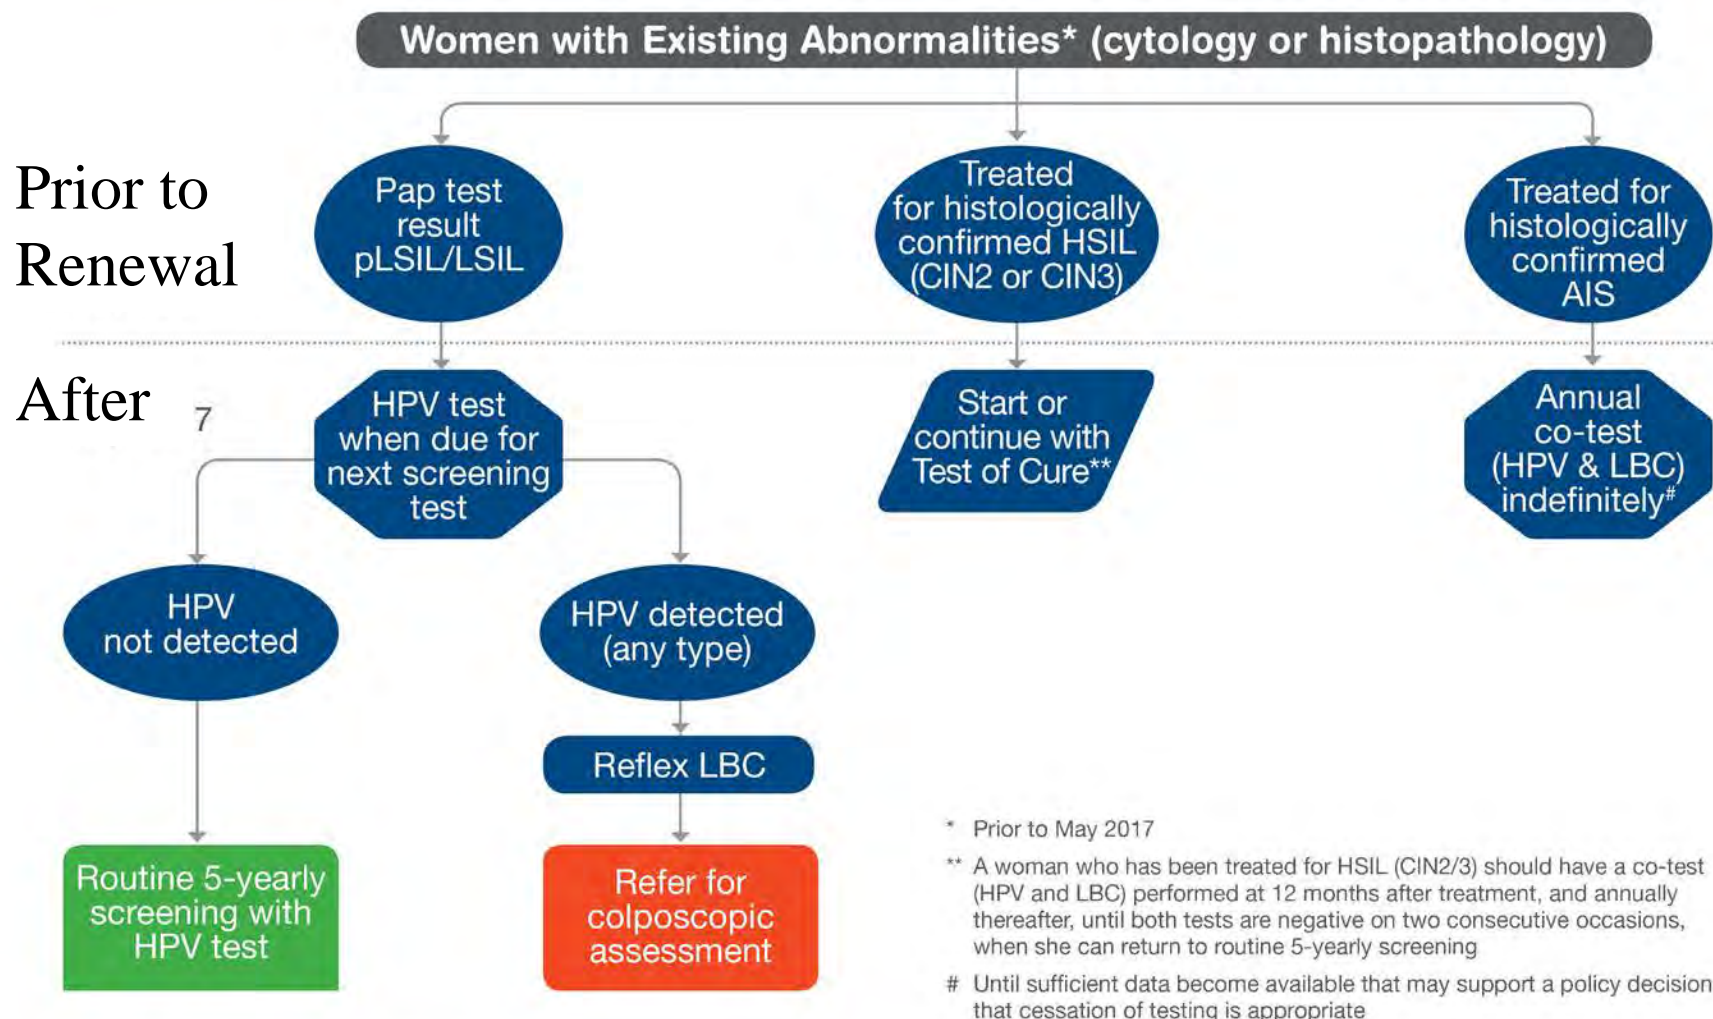 Women with Existing Abnormalities* (cytology or histopathology)
Prior to
Renewal
Pap test
result
pLSIL/LSIL
Treated
for histologically
confirmed HSIL
(CIN2 or CIN3)
Treated for
histologically
confirmed
AIS
After
7
HPV test
when due for
next screening
test
Start or
continue with
Test of Cure**
Annual
co-test
(HPV & LBC)
indefinitely#
HPV
not detected
HPV detected
(any type)
Reflex LBC
Routine 5-yearly
screening with
HPV test
Refer for
colposcopic
assessment
* Prior to May 2017
** A woman who has been treated for HSIL (CIN2/3) should have a co-test
(HPV and LBC) performed at 12 months after treatment, and annually
thereafter, until both tests are negative on two consecutive occasions,
when she can return to routine 5-yearly screening
# Until sufficient data become available that may support a policy decision
that cessation of testing is appropriate